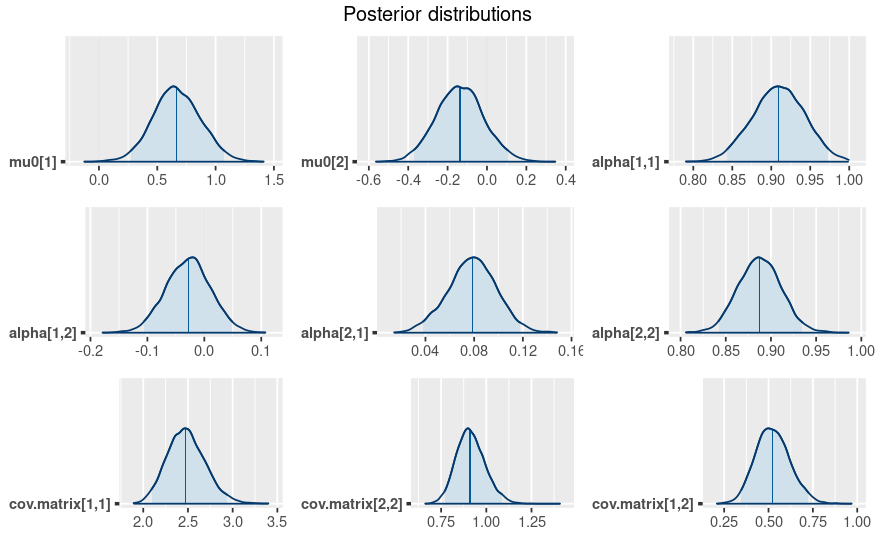 Posterior distributions
mu0[1]
0.0 0.5 1.0 1.5
mu0[2]
-0.6 -0.4 -0.2 0.0 0.2 0.4
alpha[1,1]
0.80 0.85 0.90 0.95 1.00
alpha[1,2]
-0.2 -0.1 0.0 0.1
alpha[2,1]
0.04 0.08 0.12 0.16
alpha[2,2]
0.80 0.85 0.90 0.95 1.00
cov.matrix[1,1]
2.0 2.5 3.0 3.5
cov.matrix[2,2]
0.75 1.00 1.25
cov.matrix[1,2]
0.25 0.50 0.75 1.00